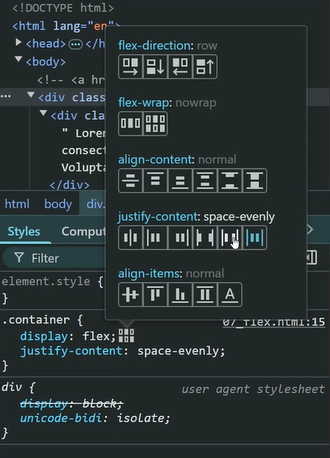 <!DOCTYPE html>
<html lang="en">
<head> </h
<body>
<!-- <a hr
<div class
<div cla
" Lorem
consect
Volupta
</div>
flex-direction: row
flex-wrap: nowrap
align-content: normal
justify-content: space-evenly
align-items: normal
A
html body div.
Styles Comput
Filter
element.style {
}
.container { 07_flex.html:15
display: flex;
justify-content: space-evenly;
}
div { user agent stylesheet
display: block;
unicode-bidi: isolate;
}